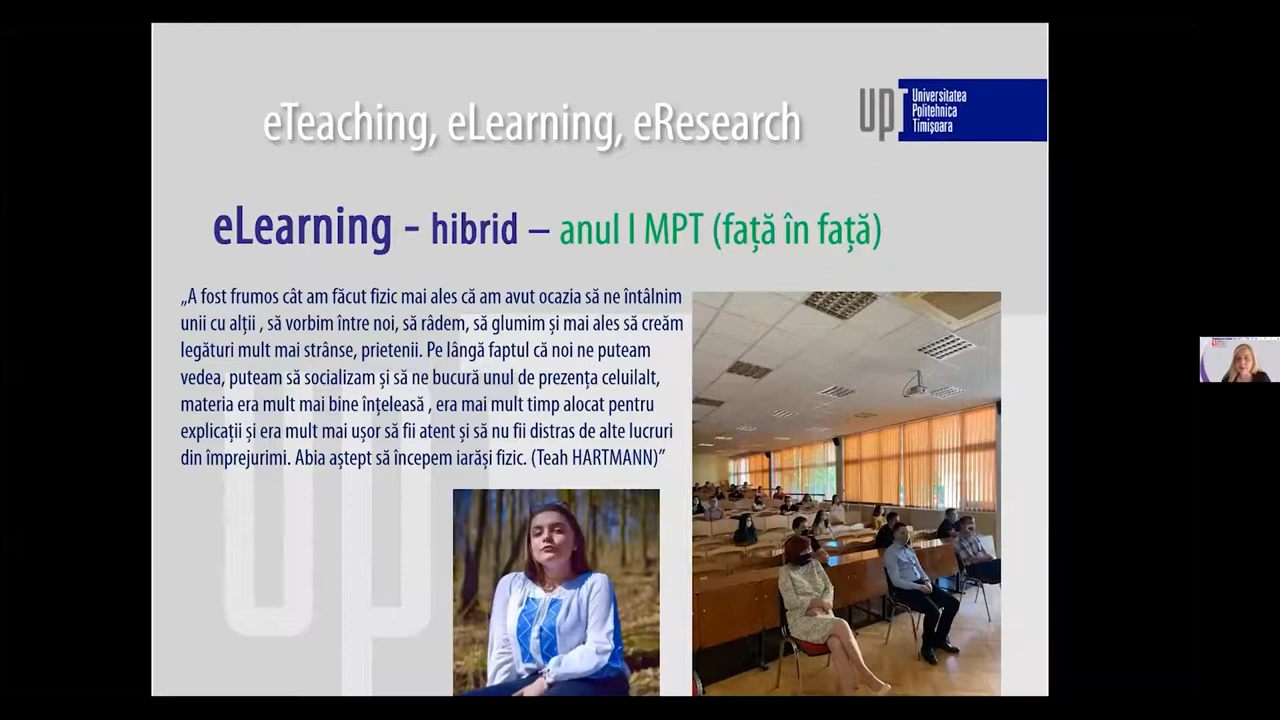 eTeaching, eLearning, eResearch
UPT
Universitatea
Politehnica
Timișoara
eLearning - hibrid – anul I MPT (față în față)
„A fost frumos cât am făcut fizic mai ales că am avut ocazia să ne întâlnim
unii cu alții , să vorbim între noi, să râdem, să glumim și mai ales să creăm
legături mult mai strânse, prietenii. Pe lângă faptul că noi ne puteam
vedea, puteam să socializam și să ne bucură unul de prezența celuilalt,
materia era mult mai bine înțeleasă , era mai mult timp alocat pentru
explicații și era mult mai ușor să fii atent și să nu fii distras de alte lucruri
din împrejurimi. Abia aștept să începem iarăși fizic. (Teah HARTMANN)”